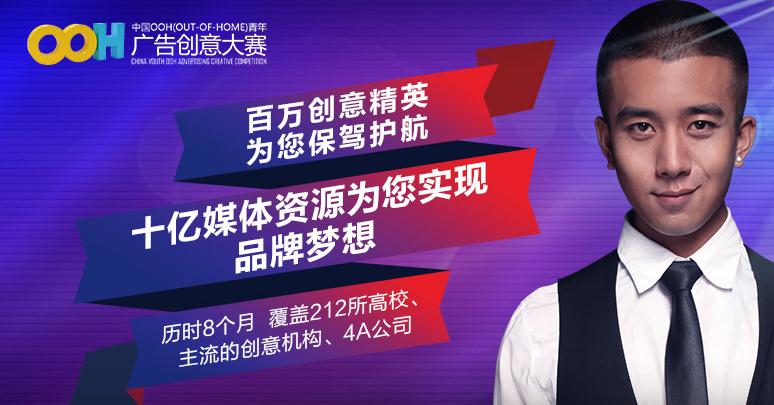 OOH
中国OOH(OUT-OF-HOME)青年
广告创意大赛
CHINA YOUTH OOH ADVERTISING CREATIVE COMPETITION
百万创意精英
为您保驾护航
十亿媒体资源为您实现
品牌梦想
历时8个月 覆盖212所高校、
主流的创意机构、4A公司